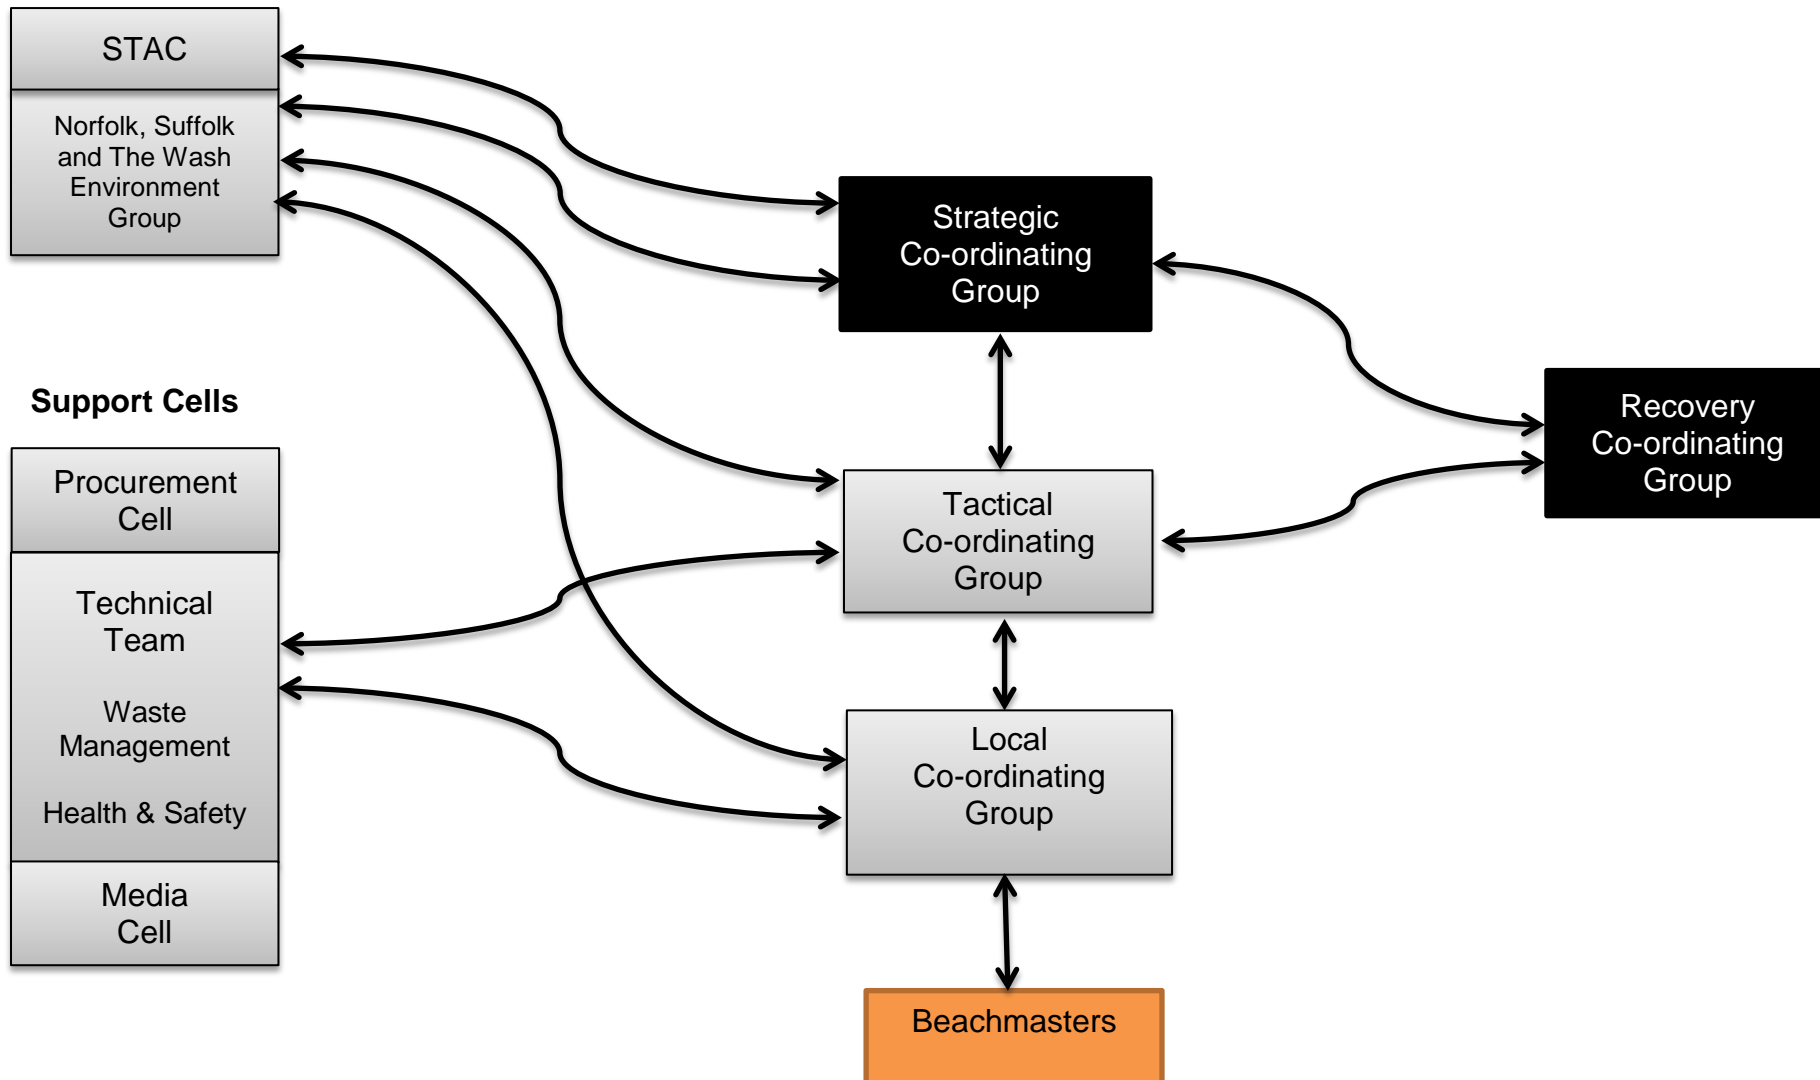 STAC
Norfolk, Suffolk
and The Wash
Environment
Group
Support Cells
Procurement
Cell
Technical
Team
Waste
Management
Health & Safety
Media
Cell
Strategic
Co-ordinating
Group
Tactical
Co-ordinating
Group
Local
Co-ordinating
Group
Beachmasters
Recovery
Co-ordinating
Group